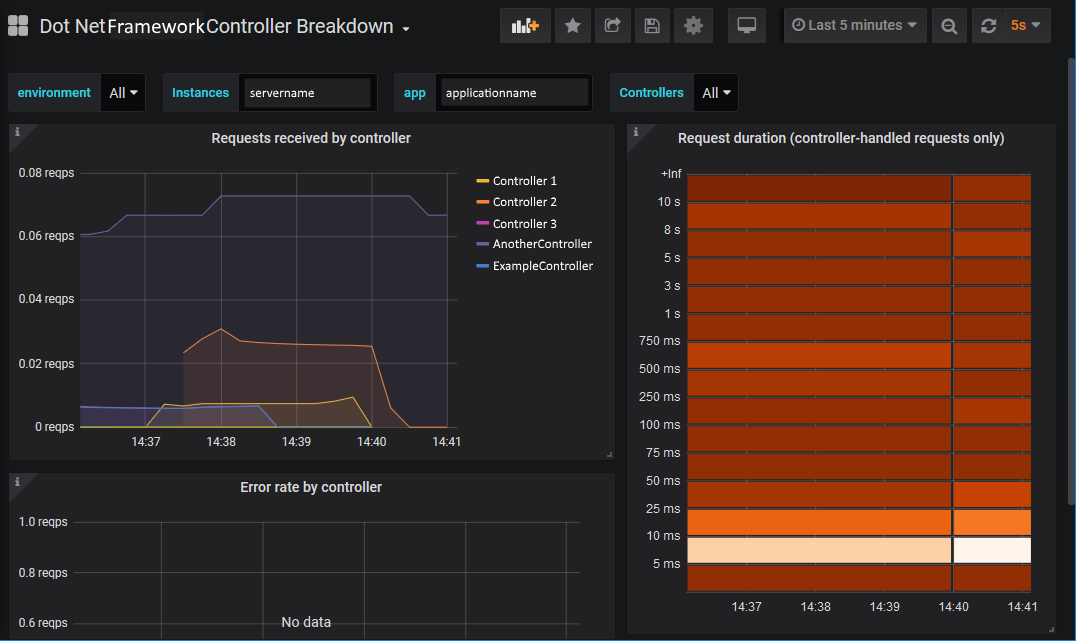 Dot NetFrameworkController Breakdown
Last 5 minutes
5s
environment All
Instances servername
app applicationname
Controllers All
Requests received by controller
0.08 reqps
0.06 reqps
0.04 reqps
0.02 reqps
0 reqps
14:37 14:38 14:39 14:40 14:41
Controller 1
Controller 2
Controller 3
AnotherController
ExampleController
Request duration (controller-handled requests only)
+Inf
10 s
8 s
5 s
3 s
1 s
750 ms
500 ms
250 ms
100 ms
75 ms
50 ms
25 ms
10 ms
5 ms
14:37 14:38 14:39 14:40 14:41
Error rate by controller
1.0 reqps
0.8 reqps
0.6 reqps
No data